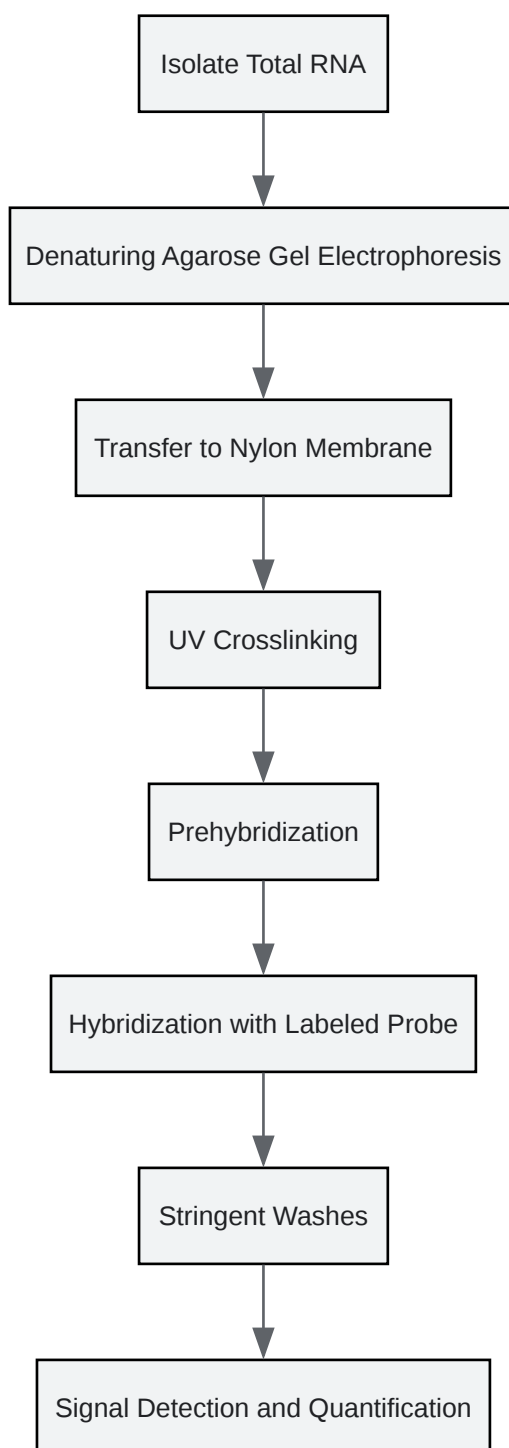 Isolate Total RNA
Denaturing Agarose Gel Electrophoresis
Transfer to Nylon Membrane
UV Crosslinking
Prehybridization
Hybridization with Labeled Probe
Stringent Washes
Signal Detection and Quantification